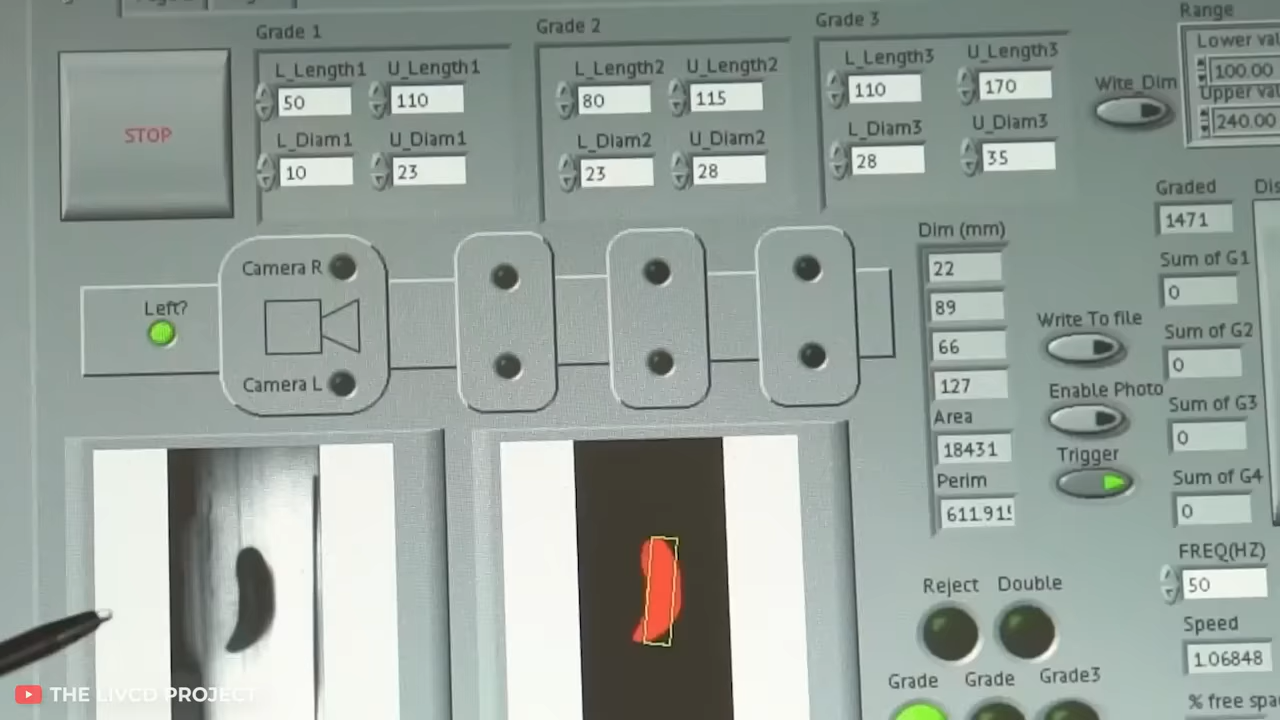 Grade 1
Grade 2
Grade 3
Range
L_Length1
U_Length1
L_Length2
U_Length2
L_Length3
U_Length3
Lower
50
110
80
115
110
170
Wite_Dim
100.00
Upper
240.00
STOP
L_Diam1
U_Diam1
L_Diam2
U_Diam2
L_Diam3
U_Diam3
10
23
23
28
28
35
Graded
1471
Dim (mm)
22
89
66
127
Area
18431
Perim
611.91
Sum of G1
0
Camera R
Left?
Camera L
Write To file
Sum of G2
0
Enable Photo
Sum of G3
0
Trigger
Sum of G4
0
FREQ(HZ)
50
Reject
Double
Speed
1.06848
Grade
Grade
Grade3
% free
THE LIVCD PROJECT